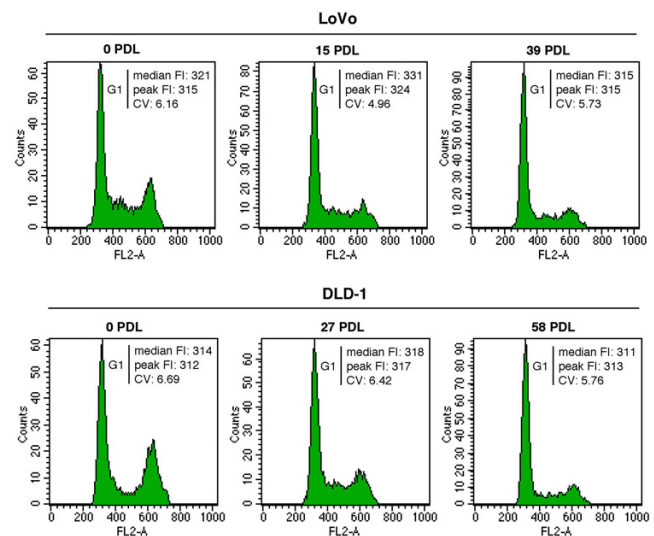 LoVo
0 PDL
15 PDL
39 PDL
G1
median FI: 321
peak FI: 315
CV: 6.16
G1
median FI: 331
peak FI: 324
CV: 4.96
G1
median FI: 315
peak FI: 315
CV: 5.73
Counts
0 10 20 30 40 50 60
Counts
0 10 20 30 40 50 60 70 80
Counts
0 10 20 30 40 50 60 70 80 90
0 200 400 600 800 1000
0 200 400 600 800 1000
0 200 400 600 800 1000
FL2-A
FL2-A
FL2-A
DLD-1
0 PDL
27 PDL
58 PDL
G1
median FI: 314
peak FI: 312
CV: 6.69
G1
median FI: 318
peak FI: 317
CV: 6.42
G1
median FI: 311
peak FI: 313
CV: 5.76
Counts
0 10 20 30 40 50 60
Counts
0 10 20 30 40 50 60
Counts
0 10 20 30 40 50 60 70 80 90
0 200 400 600 800 1000
0 200 400 600 800 1000
0 200 400 600 800 1000
FL2-A
FL2-A
FL2-A